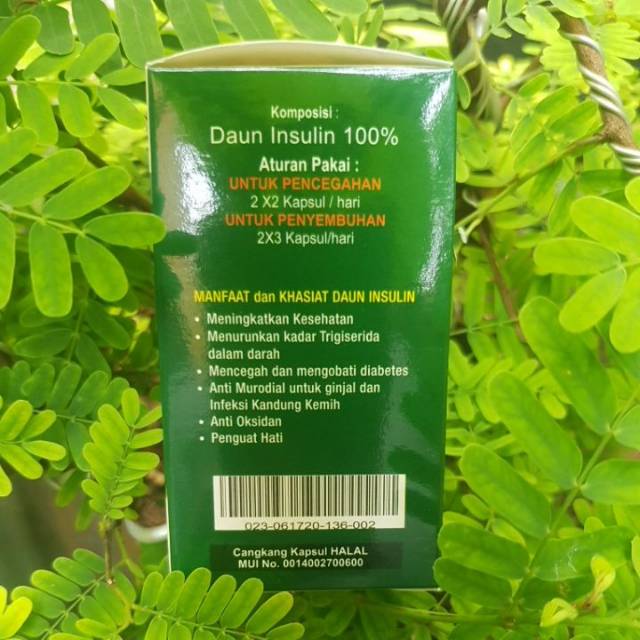 Komposisi :
Daun Insulin 100%
Aturan Pakai :
UNTUK PENCEGAHAN
2 X2 Kapsul / hari
UNTUK PENYEMBUHAN
2X3 Kapsul/hari
MANFAAT dan KHASIAT DAUN INSULIN
• Meningkatkan Kesehatan
• Menurunkan kadar Trigiserida
dalam darah
• Mencegah dan mengobati diabetes
• Anti Murodial untuk ginjal dan
Infeksi Kandung Kemih
• Anti Oksidan
• Penguat Hati
023-061720-136-002
Cangkang Kapsul HALAL
MUI No. 0014002700600